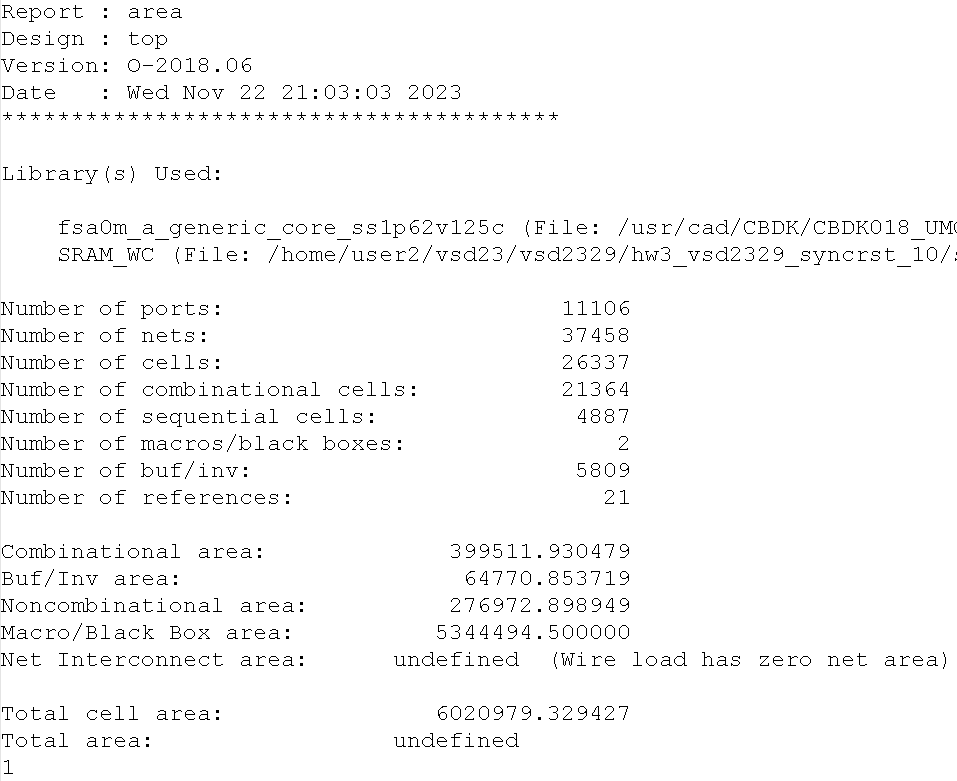 Report : area
Design : top
Version: O-2018.06
Date   : Wed Nov 22 21:03:03 2023
****************************************
Library(s) Used:
    fsa0m_a_generic_core_ss1p62v125c (File: /usr/cad/CBDK/CBDK018_UMC
    SRAM_WC (File: /home/user2/vsd23/vsd2329/hw3_vsd2329_syncrst_10/s
Number of ports:                        11106
Number of nets:                         37458
Number of cells:                        26337
Number of combinational cells:          21364
Number of sequential cells:              4887
Number of macros/black boxes:               2
Number of buf/inv:                       5809
Number of references:                      21
Combinational area:             399511.930479
Buf/Inv area:                    64770.853719
Noncombinational area:          276972.898949
Macro/Black Box area:          5344494.500000
Net Interconnect area:      undefined  (Wire load has zero net area)
Total cell area:               6020979.329427
Total area:                 undefined
1